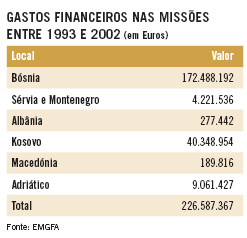 GASTOS FINANCEIROS NAS MISSÕES
ENTRE 1993 E 2002 (em Euros)
Local Valor
Bósnia 172.488.192
Sérvia e Montenegro 4.221.536
Albânia 277.442
Kosovo 40.348.954
Macedónia 189.816
Adriático 9.061.427
Total 226.587.367
Fonte: EMGFA